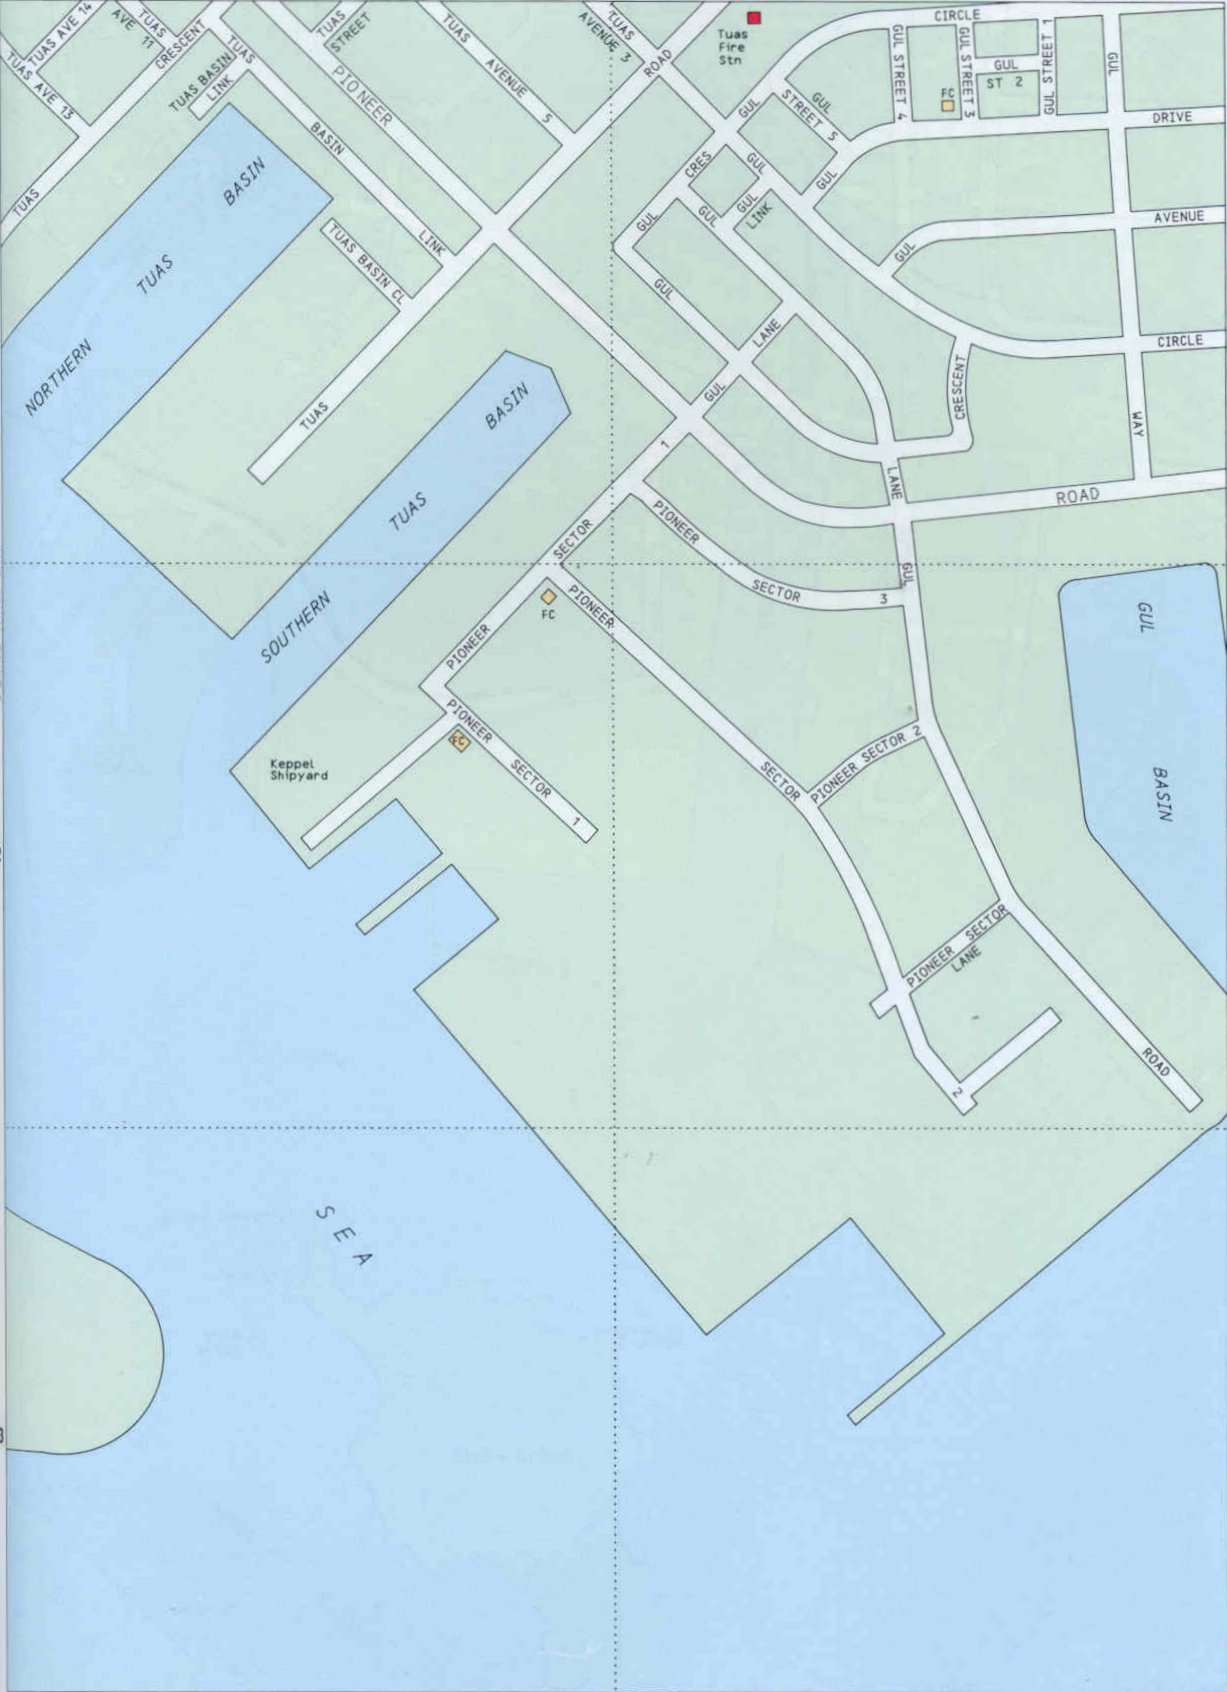 TUAS AVE 14
AVE 11
TUAS
CRESCENT
TUAS AVE 13
TUAS
TUAS BASIN
LINK
TUAS
BASIN
LINK
TUAS
STREET
PIONEER
TUAS
AVENUE
5
TUAS
AVENUE 3
ROAD
Tuas
Fire
Stn
CIRCLE
GUL STREET 4
GUL STREET 3
GUL STREET 1
GUL
ST 2
FC
GUL
DRIVE
GUL
GUL
STREET 5
CRES
GUL
GUL
LINK
GUL
GUL
GUL
AVENUE
GUL
GUL
CIRCLE
NORTHERN
TUAS
BASIN
TUAS BASIN CL
TUAS
GUL
LANE
CRESCENT
WAY
LANE
ROAD
SOUTHERN
TUAS
BASIN
1
SECTOR
PIONEER
PIONEER
SECTOR
3
GUL
FC
PIONEER
GUL
BASIN
PIONEER
FC
SECTOR
1
Keppel
Shipyard
SECTOR
PIONEER SECTOR 2
PIONEER SECTOR
LANE
2
ROAD
SEA